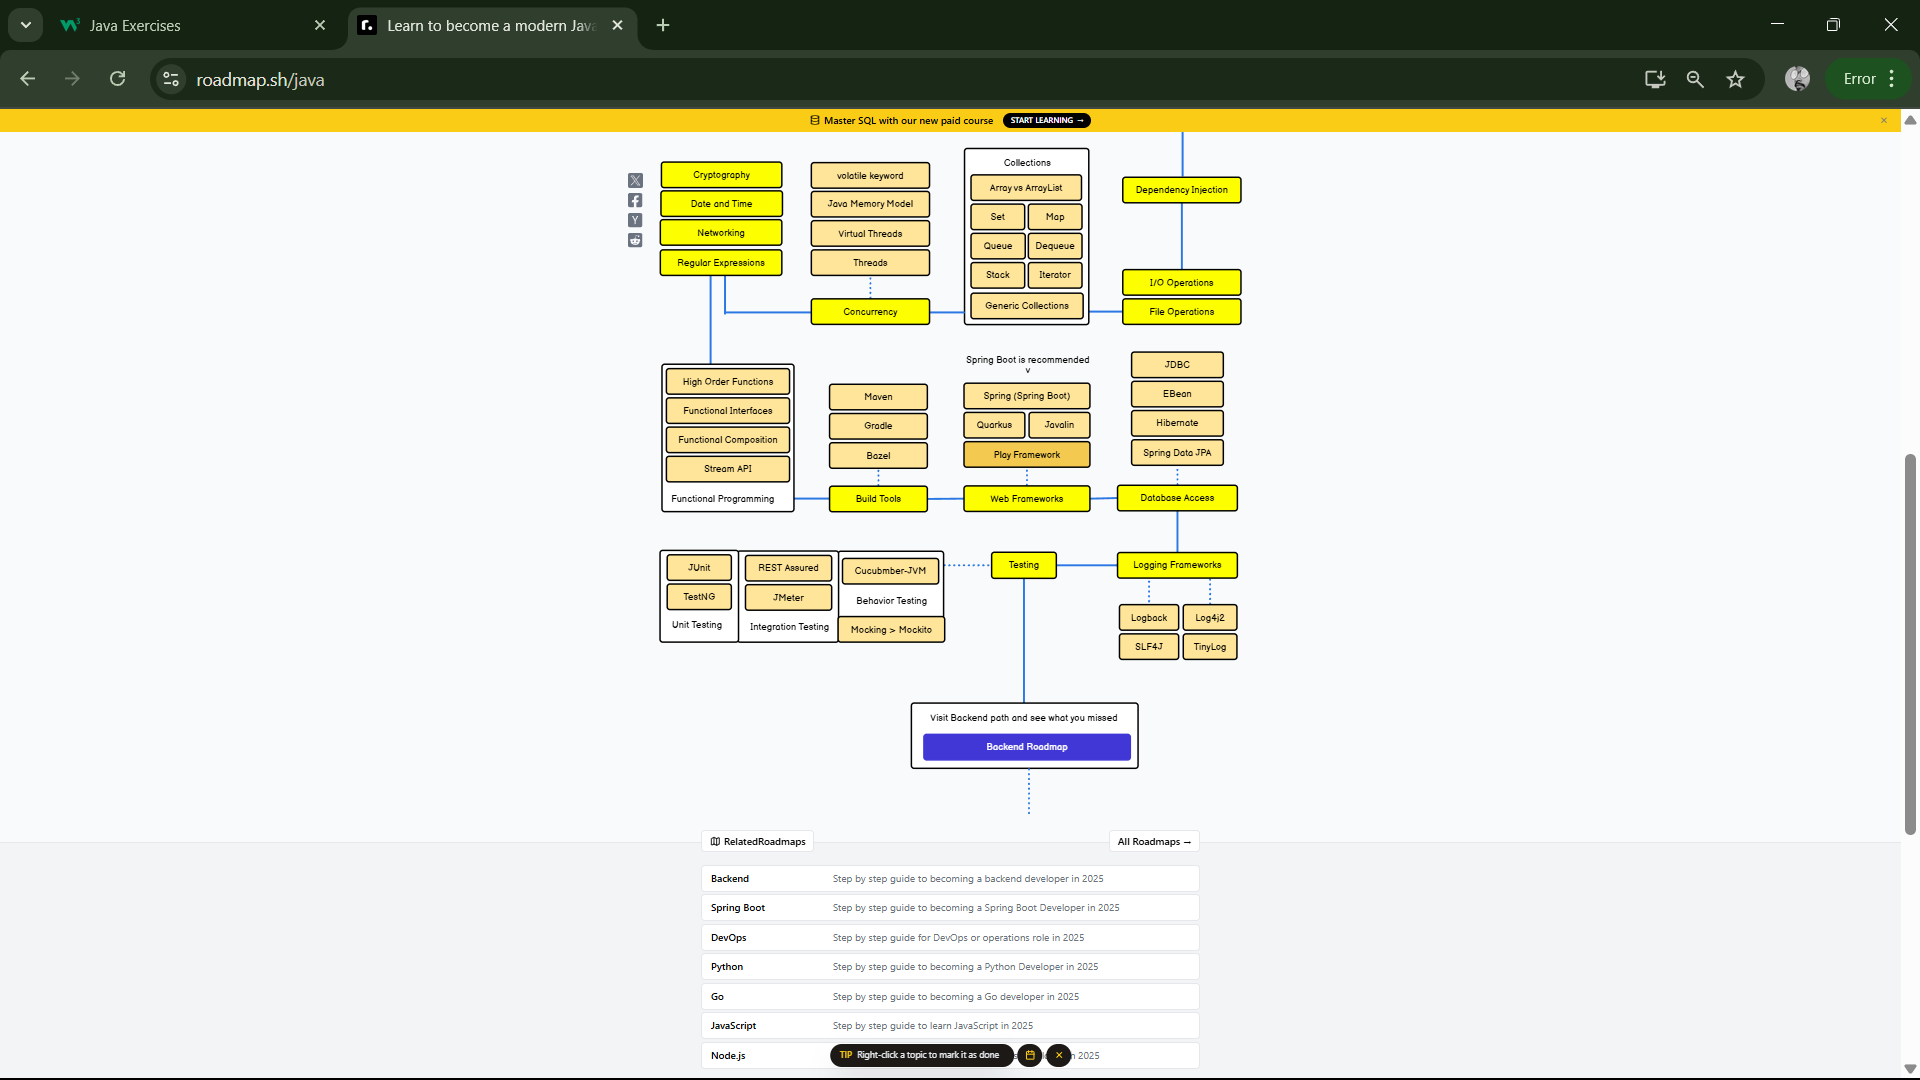 Java Exercises
Learn to become a modern Java
roadmap.sh/java
Error
Master SQL with our new paid course START LEARNING →
Cryptography
Date and Time
Networking
Regular Expressions
volatile keyword
Java Memory Model
Virtual Threads
Threads
Concurrency
Collections
Array vs ArrayList
Set Map
Queue Dequeue
Stack Iterator
Generic Collections
Dependency Injection
I/O Operations
File Operations
High Order Functions
Functional Interfaces
Functional Composition
Stream API
Functional Programming
Maven
Gradle
Bazel
Build Tools
Spring Boot is recommended
v
Spring (Spring Boot)
Quarkus Javalin
Play Framework
Web Frameworks
JDBC
EBean
Hibernate
Spring Data JPA
Database Access
JUnit
TestNG
Unit Testing
REST Assured
JMeter
Integration Testing
Cucubmber-JVM
Behavior Testing
Mocking > Mockito
Testing
Logging Frameworks
Logback Log4j2
SLF4J TinyLog
Visit Backend path and see what you missed
Backend Roadmap
RelatedRoadmaps
All Roadmaps →
Backend Step by step guide to becoming a backend developer in 2025
Spring Boot Step by step guide to becoming a Spring Boot Developer in 2025
DevOps Step by step guide for DevOps or operations role in 2025
Python Step by step guide to becoming a Python Developer in 2025
Go Step by step guide to becoming a Go developer in 2025
JavaScript Step by step guide to learn JavaScript in 2025
Node.js in 2025
TIP Right-click a topic to mark it as done